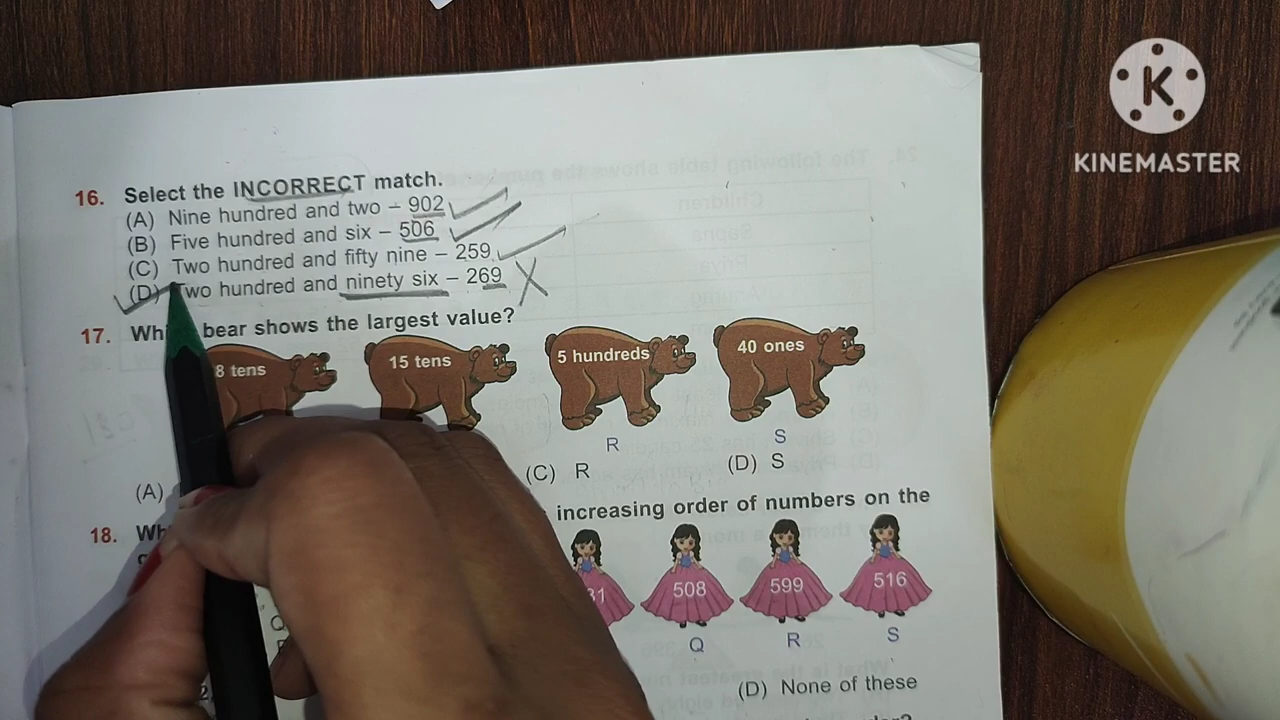 KINEMASTER
16. Select the INCORRECT match.
(A) Nine hundred and two – 902
(B) Five hundred and six – 506
(C) Two hundred and fifty nine – 259
(D) Two hundred and ninety six – 269
17. bear shows the largest value?
8 tens 15 tens 5 hundreds 40 ones
R S
(A) (C) R (D) S
18. increasing order of numbers on the
508 599 516
Q R S
(D) None of these